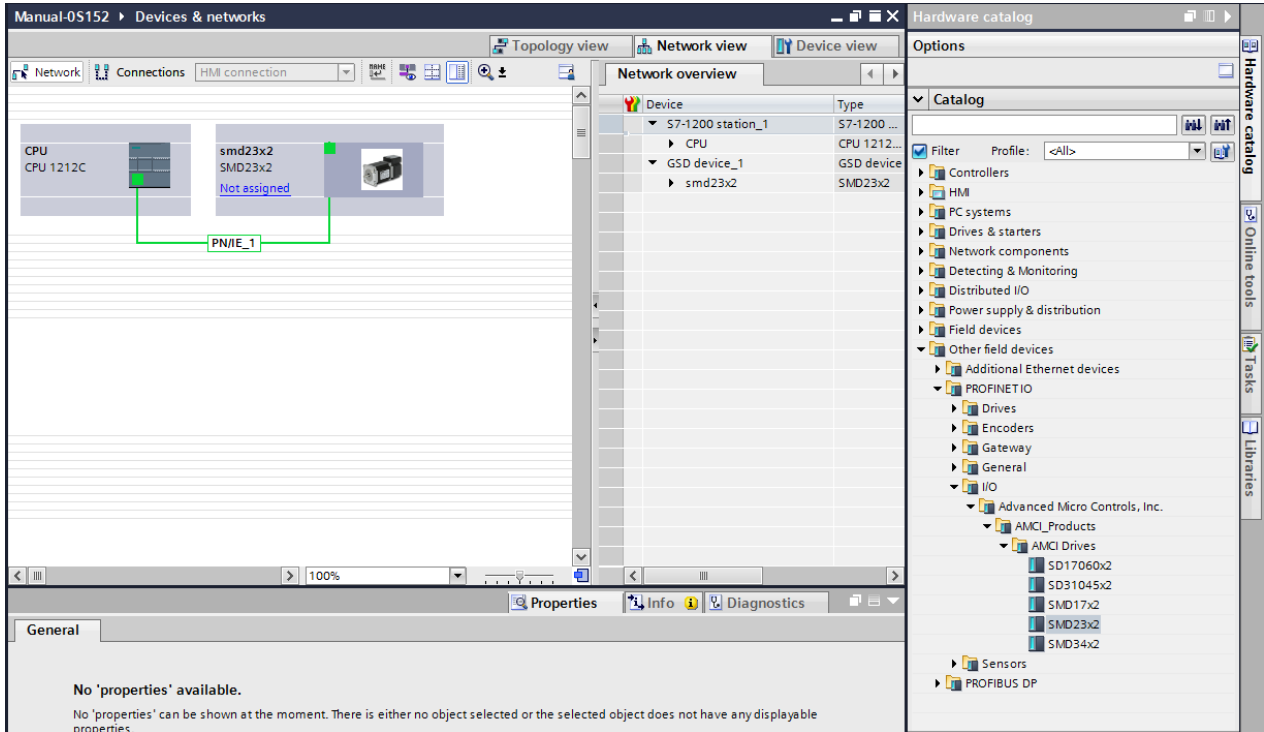 Manual-0S152 ▸ Devices & networks
Topology view
Network view
Device view
Network
Connections
HMI connection
NAME
100%
CPU
CPU 1212C
smd23x2
SMD23x2
Not assigned
PN/IE_1
Network overview
Device
Type
S7-1200 station_1
S7-1200 ...
CPU
CPU 1212...
GSD device_1
GSD device
smd23x2
SMD23x2
Properties
Info
Diagnostics
General
No 'properties' available.
No 'properties' can be shown at the moment. There is either no object selected or the selected object does not have any displayable
properties.
Hardware catalog
Options
Catalog
Filter
Profile:
<All>
Controllers
HMI
PC systems
Drives & starters
Network components
Detecting & Monitoring
Distributed I/O
Power supply & distribution
Field devices
Other field devices
Additional Ethernet devices
PROFINET IO
Drives
Encoders
Gateway
General
I/O
Advanced Micro Controls, Inc.
AMCI_Products
AMCI Drives
SD17060x2
SD31045x2
SMD17x2
SMD23x2
SMD34x2
Sensors
PROFIBUS DP
Hardware catalog
Online tools
Tasks
Libraries